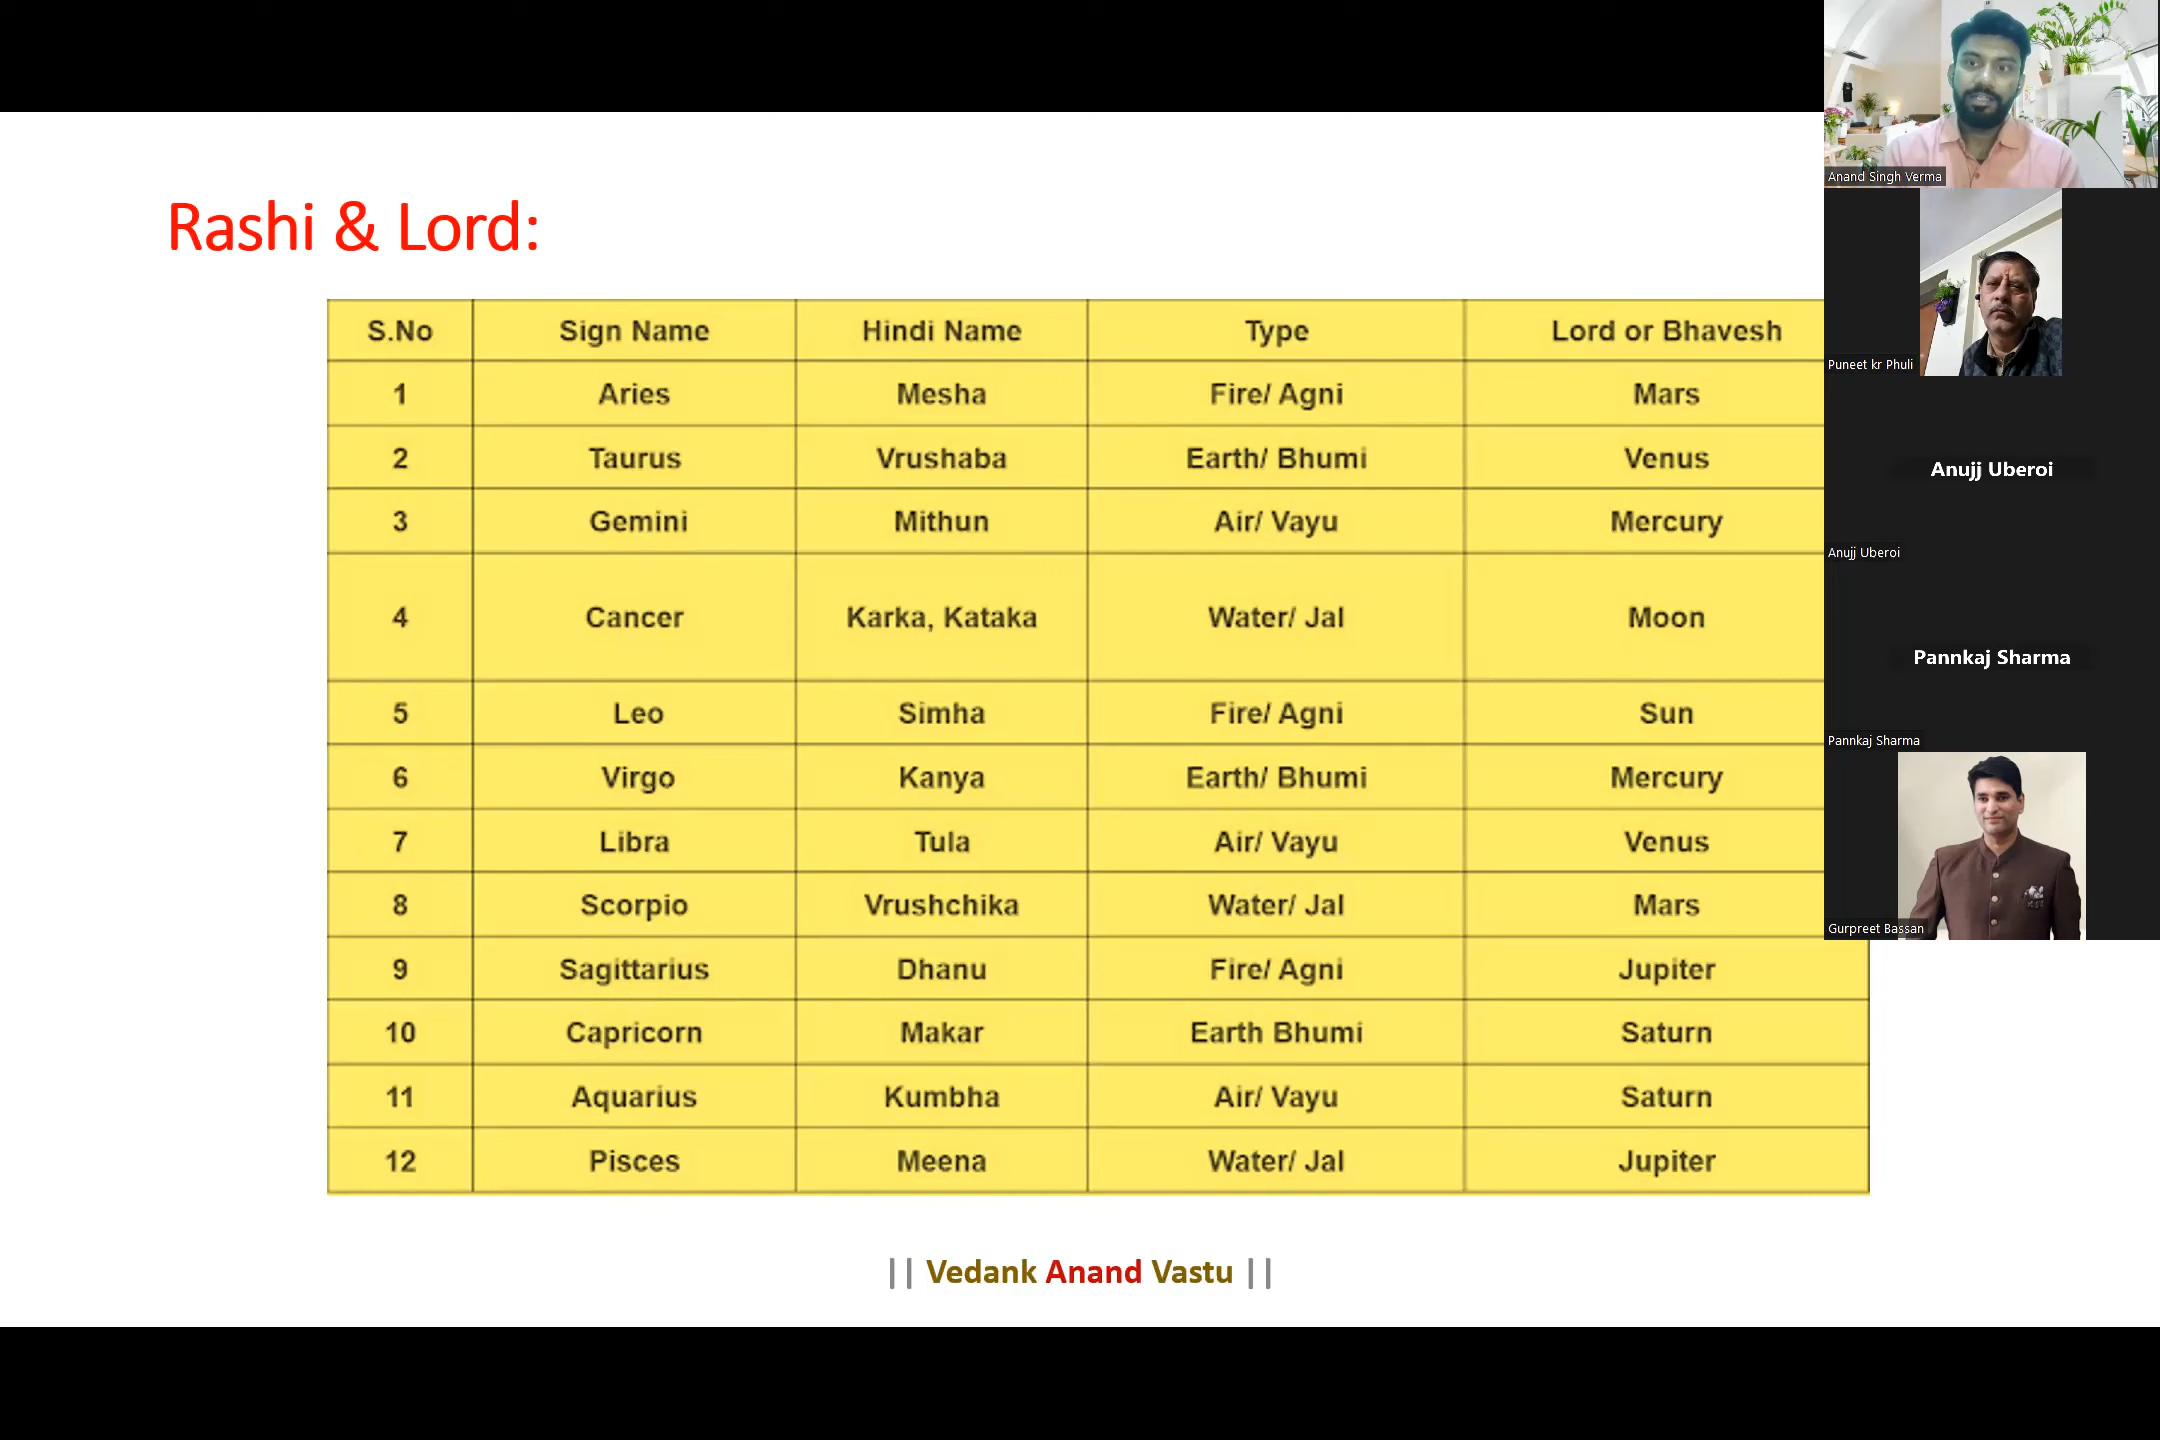 Rashi & Lord:
S.No Sign Name Hindi Name Type Lord or Bhavesh
1 Aries Mesha Fire/ Agni Mars
2 Taurus Vrushaba Earth/ Bhumi Venus
3 Gemini Mithun Air/ Vayu Mercury
4 Cancer Karka, Kataka Water/ Jal Moon
5 Leo Simha Fire/ Agni Sun
6 Virgo Kanya Earth/ Bhumi Mercury
7 Libra Tula Air/ Vayu Venus
8 Scorpio Vrushchika Water/ Jal Mars
9 Sagittarius Dhanu Fire/ Agni Jupiter
10 Capricorn Makar Earth Bhumi Saturn
11 Aquarius Kumbha Air/ Vayu Saturn
12 Pisces Meena Water/ Jal Jupiter
|| Vedank Anand Vastu ||
Anand Singh Verma
Puneet kr Phuli
Anujj Uberoi
Anujj Uberoi
Pannkaj Sharma
Pannkaj Sharma
Gurpreet Bassan